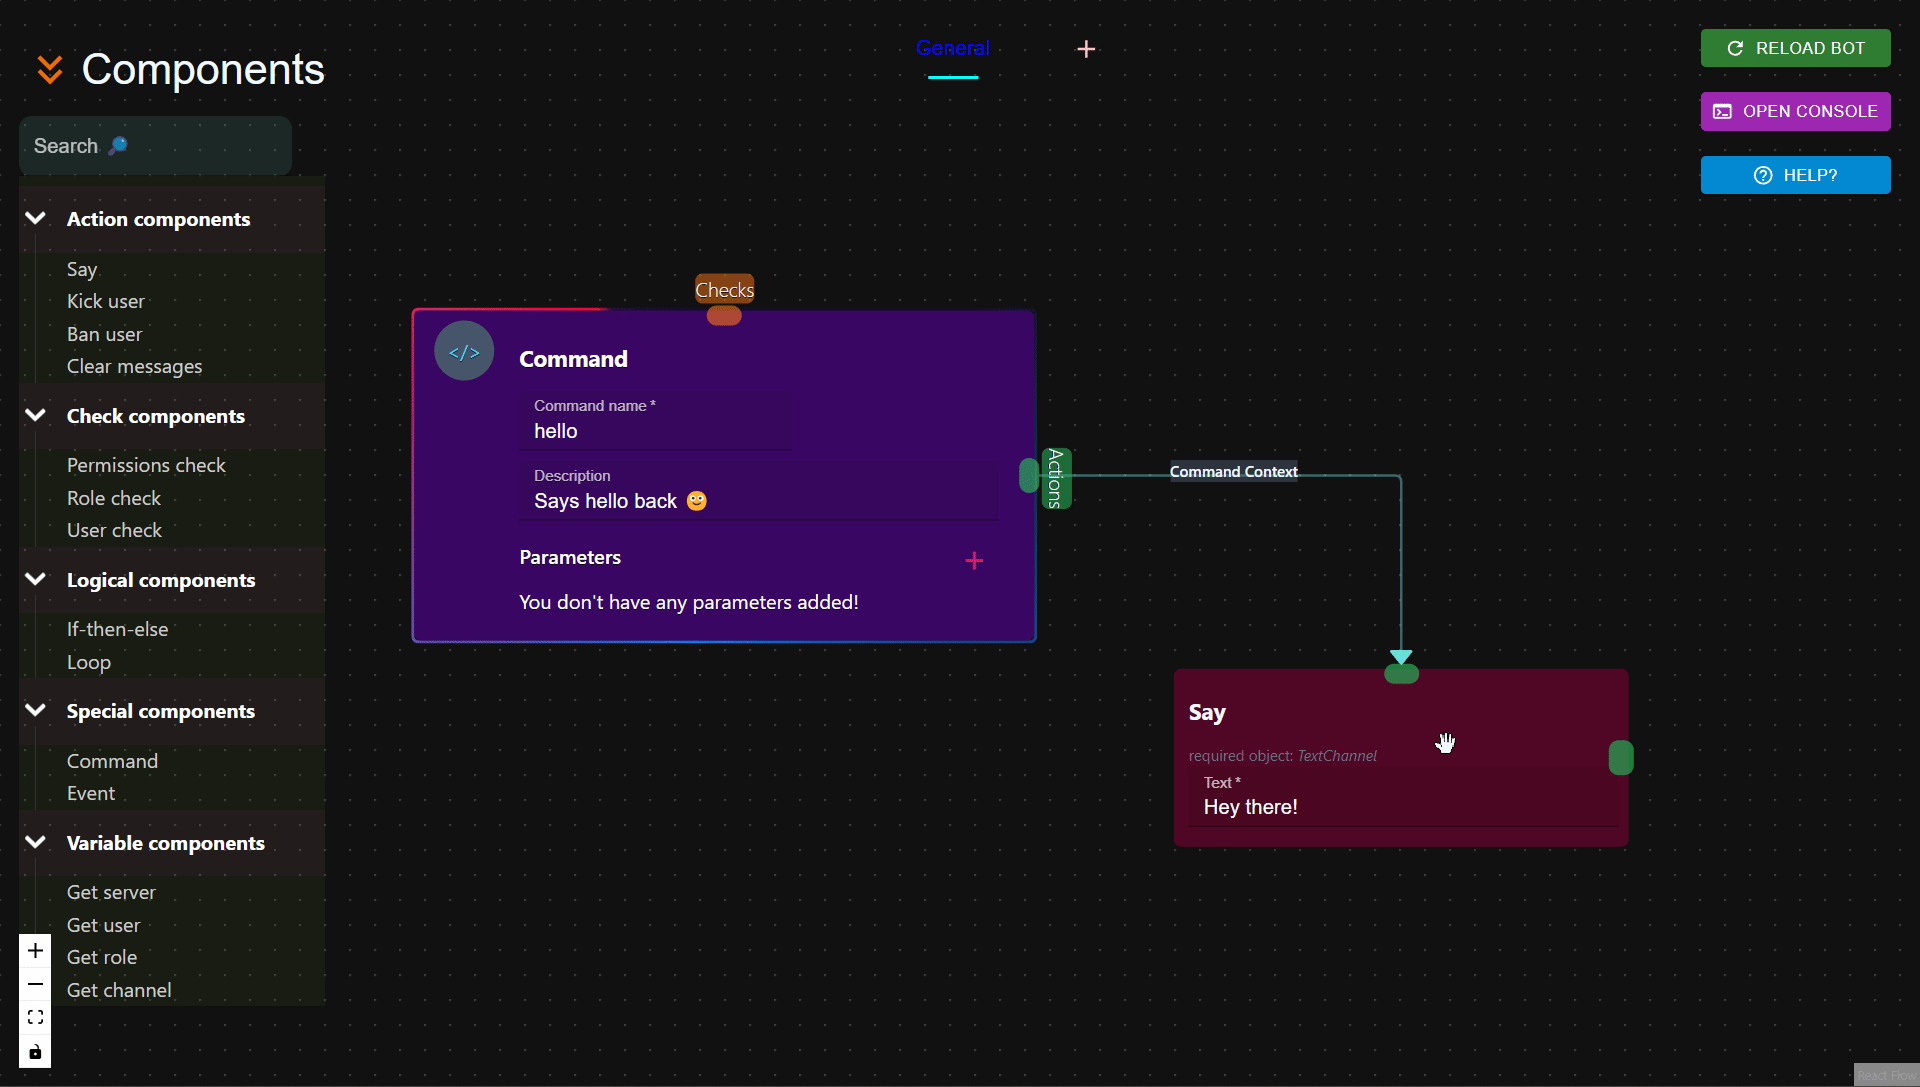 Components
Search 🔎
Action components
Say
Kick user
Ban user
Clear messages
Check components
Permissions check
Role check
User check
Logical components
If-then-else
Loop
Special components
Command
Event
Variable components
Get server
Get user
Get role
Get channel
General
RELOAD BOT
OPEN CONSOLE
HELP?
Checks
</>
Command
Command name *
hello
Description
Says hello back 🙂
Parameters
You don't have any parameters added!
Actions
Command Context
Say
required object: TextChannel
Text *
Hey there!
React Flow